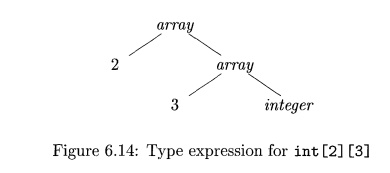 array
2
array
3
integer
Figure 6.14: Type expression for int[2][3]